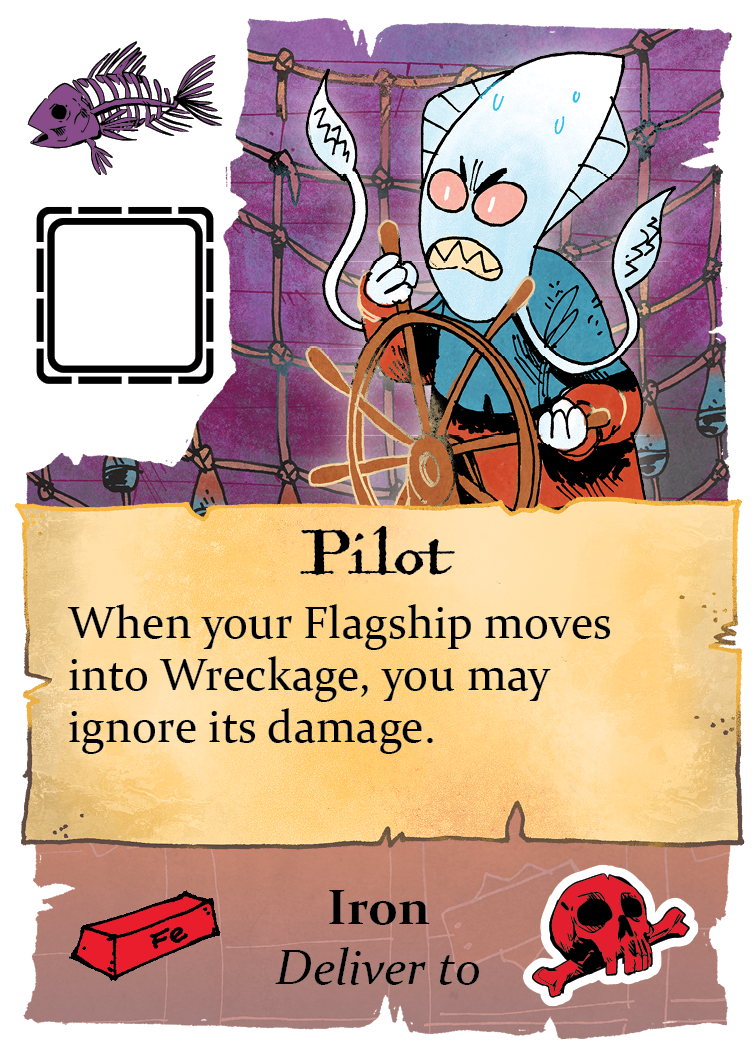 Pilot
When your Flagship moves
into Wreckage, you may
ignore its damage.
Fe
Iron
Deliver to